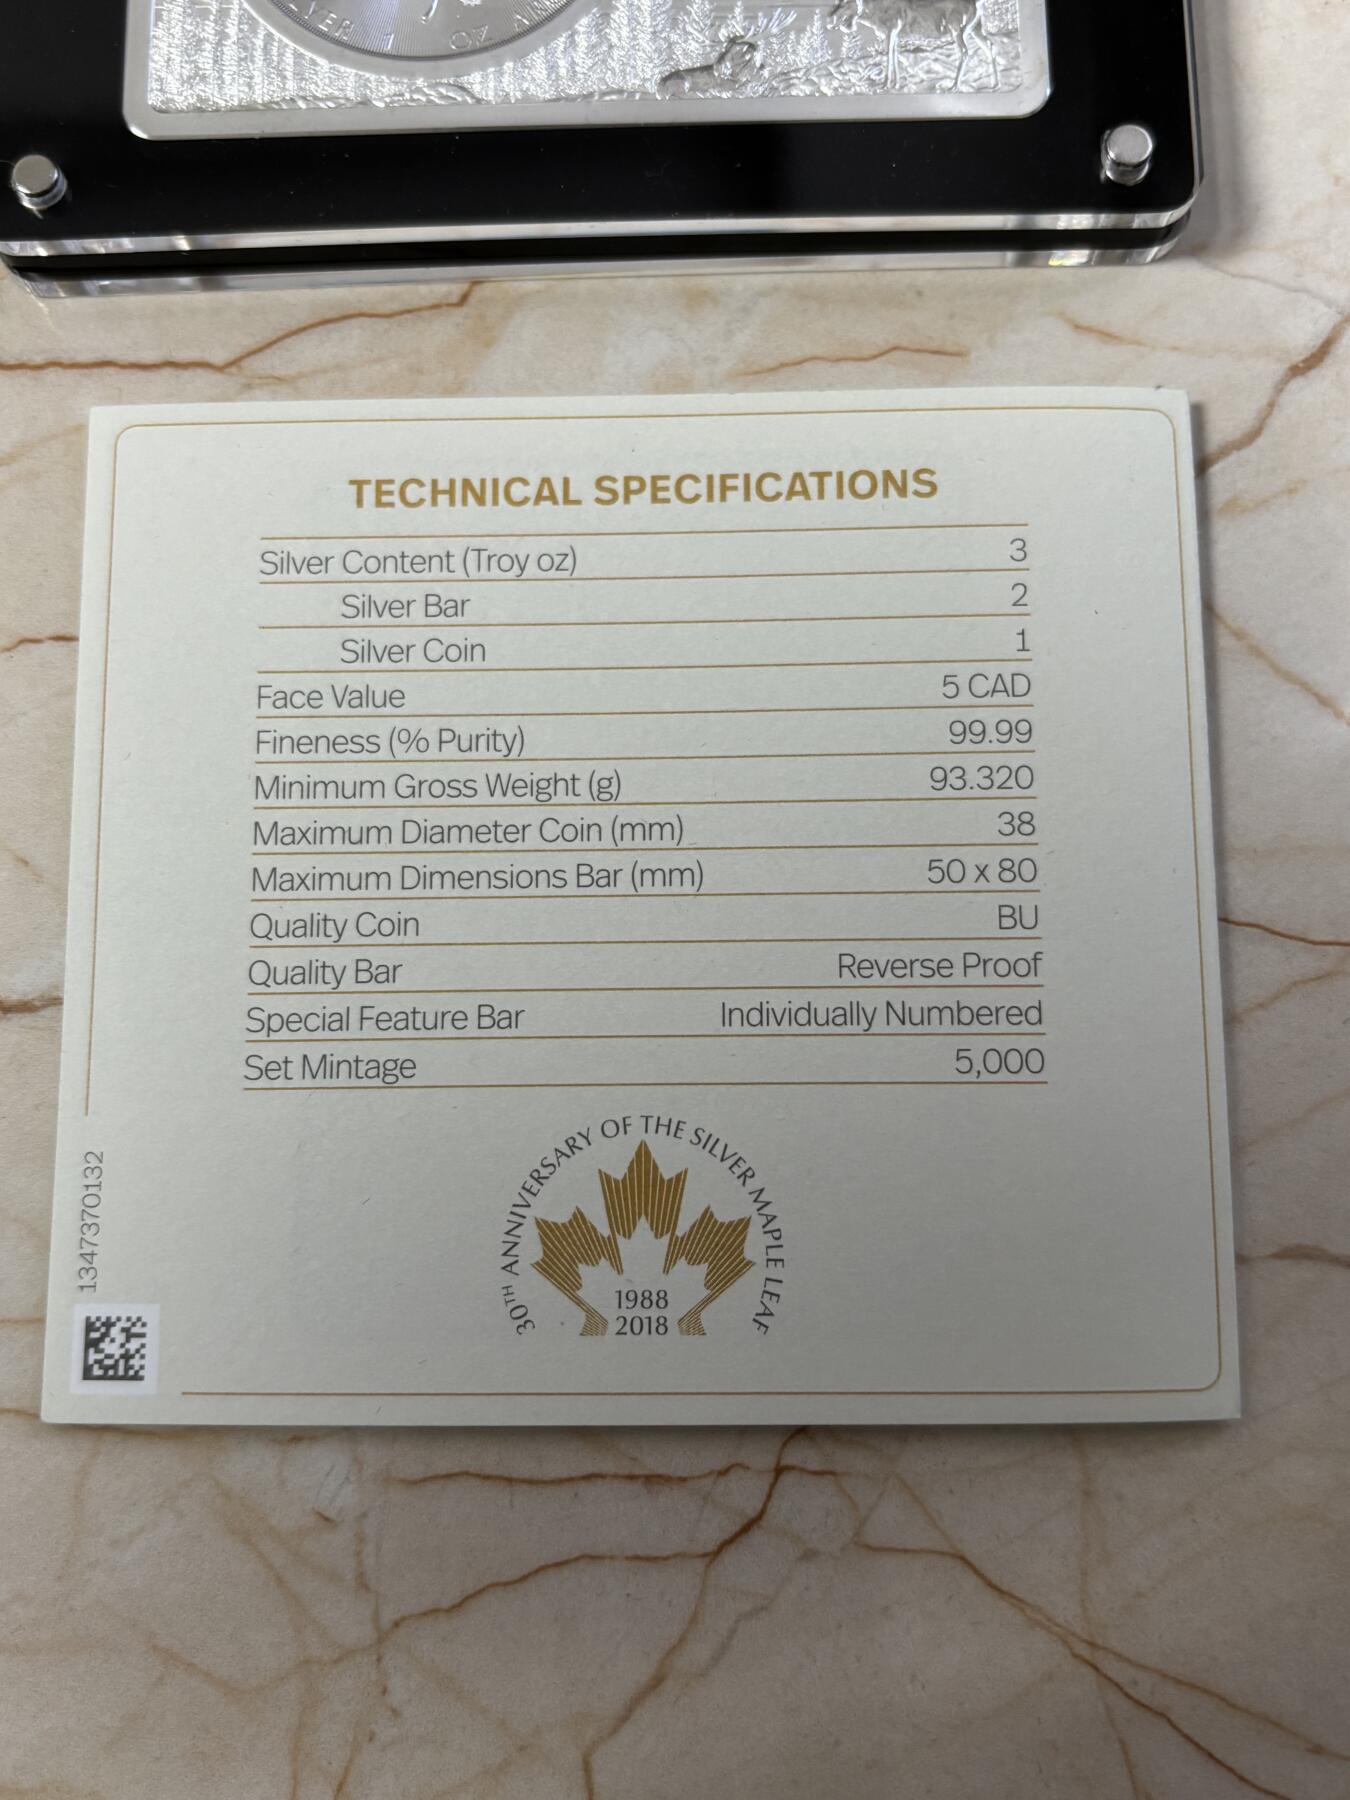 1 OZ
TECHNICAL SPECIFICATIONS
Silver Content (Troy oz) 3
Silver Bar 2
Silver Coin 1
Face Value 5 CAD
Fineness (% Purity) 99.99
Minimum Gross Weight (g) 93.320
Maximum Diameter Coin (mm) 38
Maximum Dimensions Bar (mm) 50 x 80
Quality Coin BU
Quality Bar Reverse Proof
Special Feature Bar Individually Numbered
Set Mintage 5,000
30TH ANNIVERSARY OF THE SILVER MAPLE LEAF
1988
2018
1347370132